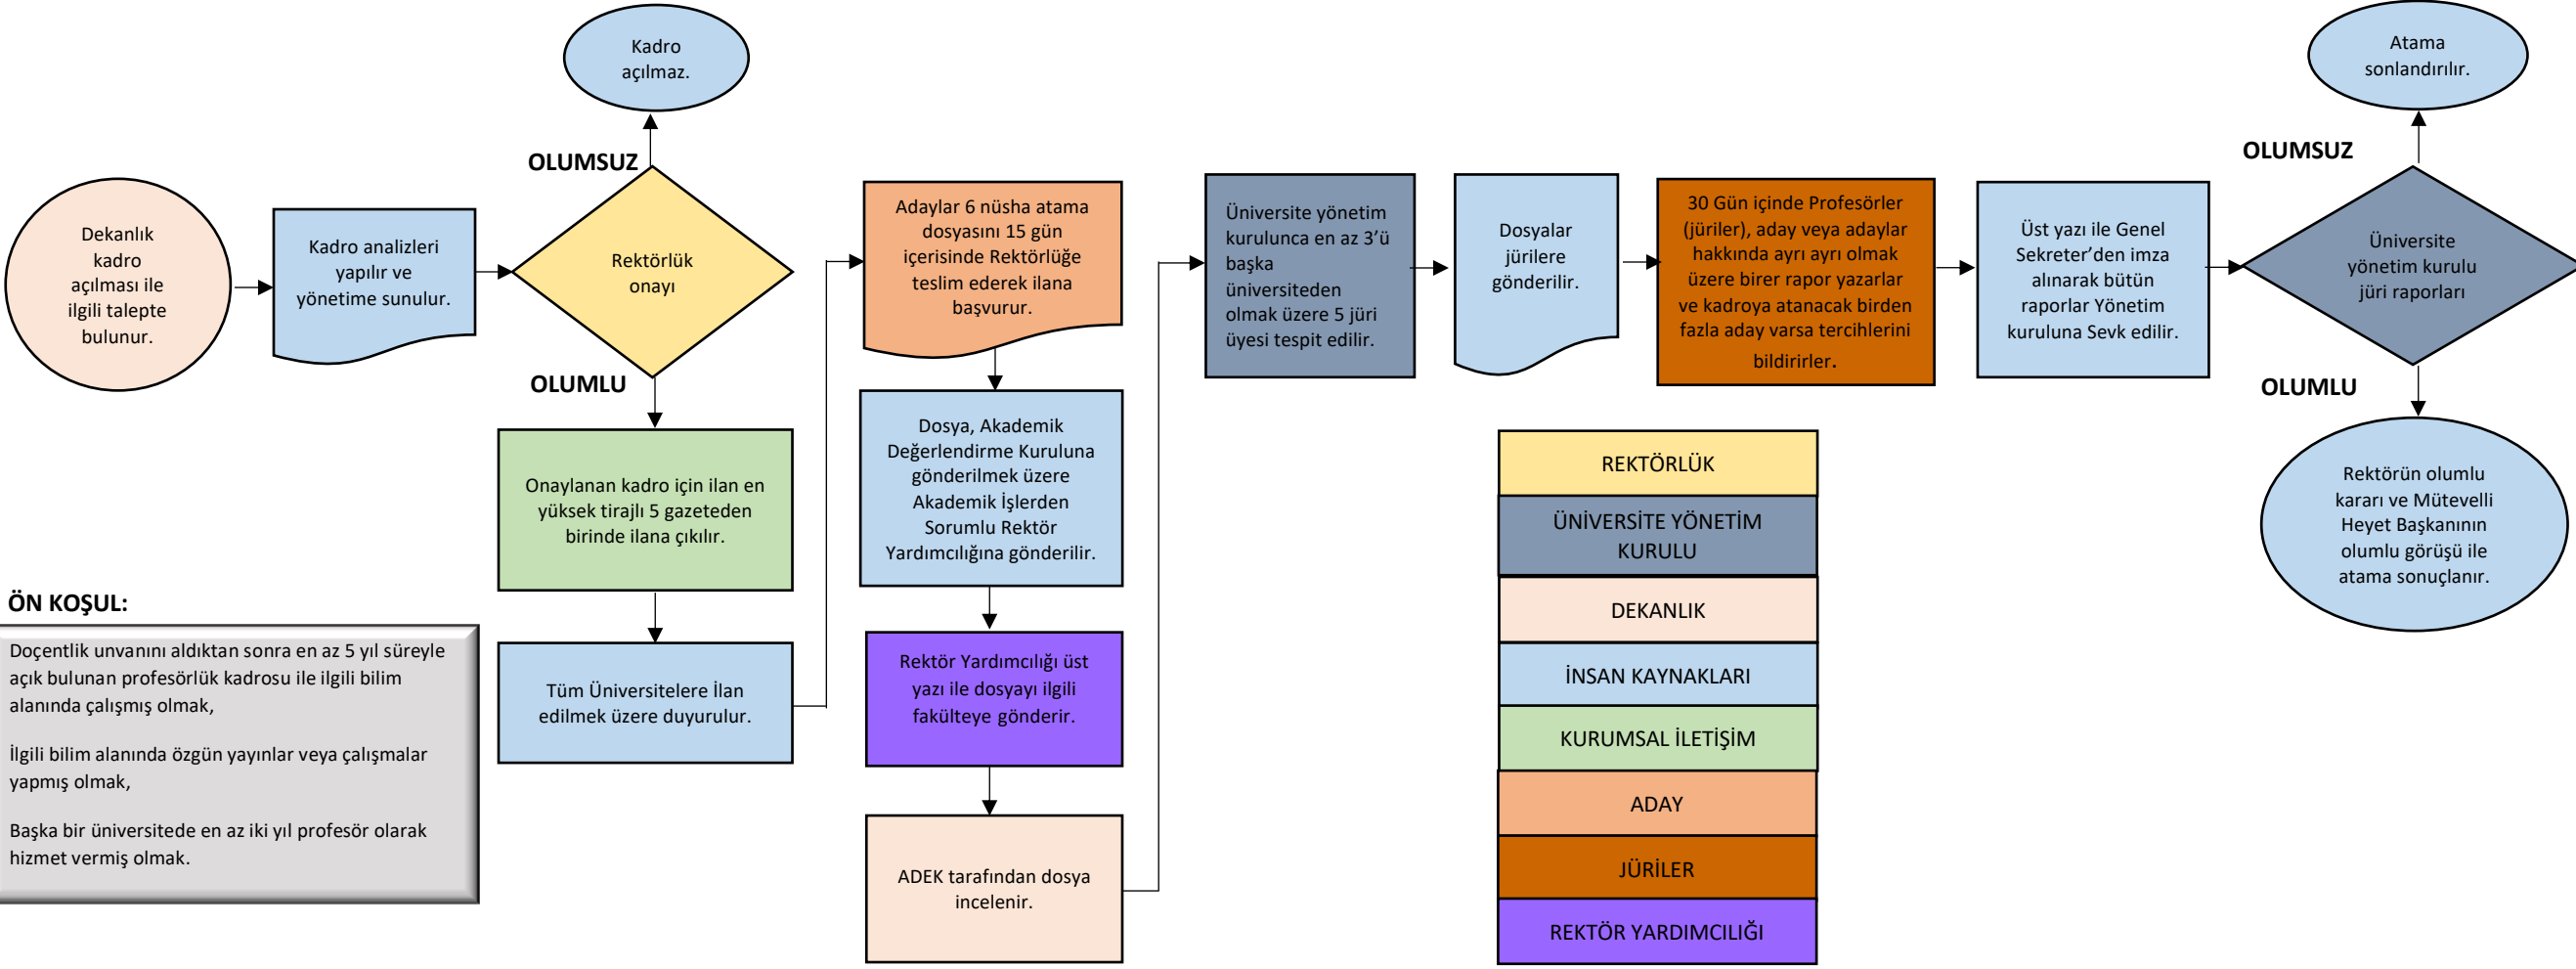 Kadro
açılmaz.
OLUMSUZ
Dekanlık
kadro
açılması ile
ilgili talepte
bulunur.
Kadro analizleri
yapılır ve
yönetime sunulur.
Rektörlük
onayı
OLUMLU
Onaylanan kadro için ilan en
yüksek tirajlı 5 gazeteden
birinde ilana çıkılır.
Tüm Üniversitelere İlan
edilmek üzere duyurulur.
Adaylar 6 nüsha atama
dosyasını 15 gün
içerisinde Rektörlüğe
teslim ederek ilana
başvurur.
Dosya, Akademik
Değerlendirme Kuruluna
gönderilmek üzere
Akademik İşlerden
Sorumlu Rektör
Yardımcılığına gönderilir.
Rektör Yardımcılığı üst
yazı ile dosyayı ilgili
fakülteye gönderir.
ADEK tarafından dosya
incelenir.
Üniversite yönetim
kurulunca en az 3’ü
başka
üniversiteden
olmak üzere 5 jüri
üyesi tespit edilir.
Dosyalar
jürilere
gönderilir.
30 Gün içinde Profesörler
(jüriler), aday veya adaylar
hakkında ayrı ayrı olmak
üzere birer rapor yazarlar
ve kadroya atanacak birden
fazla aday varsa tercihlerini
bildirirler.
Üst yazı ile Genel
Sekreter’den imza
alınarak bütün
raporlar Yönetim
kuruluna Sevk edilir.
Atama
sonlandırılır.
OLUMSUZ
Üniversite
yönetim kurulu
jüri raporları
OLUMLU
Rektörün olumlu
kararı ve Mütevelli
Heyet Başkanının
olumlu görüşü ile
atama sonuçlanır.
REKTÖRLÜK
ÜNİVERSİTE YÖNETİM
KURULU
DEKANLIK
İNSAN KAYNAKLARI
KURUMSAL İLETİŞİM
ADAY
JÜRİLER
REKTÖR YARDIMCILIĞI
ÖN KOŞUL:
Doçentlik unvanını aldıktan sonra en az 5 yıl süreyle
açık bulunan profesörlük kadrosu ile ilgili bilim
alanında çalışmış olmak,
İlgili bilim alanında özgün yayınlar veya çalışmalar
yapmış olmak,
Başka bir üniversitede en az iki yıl profesör olarak
hizmet vermiş olmak.